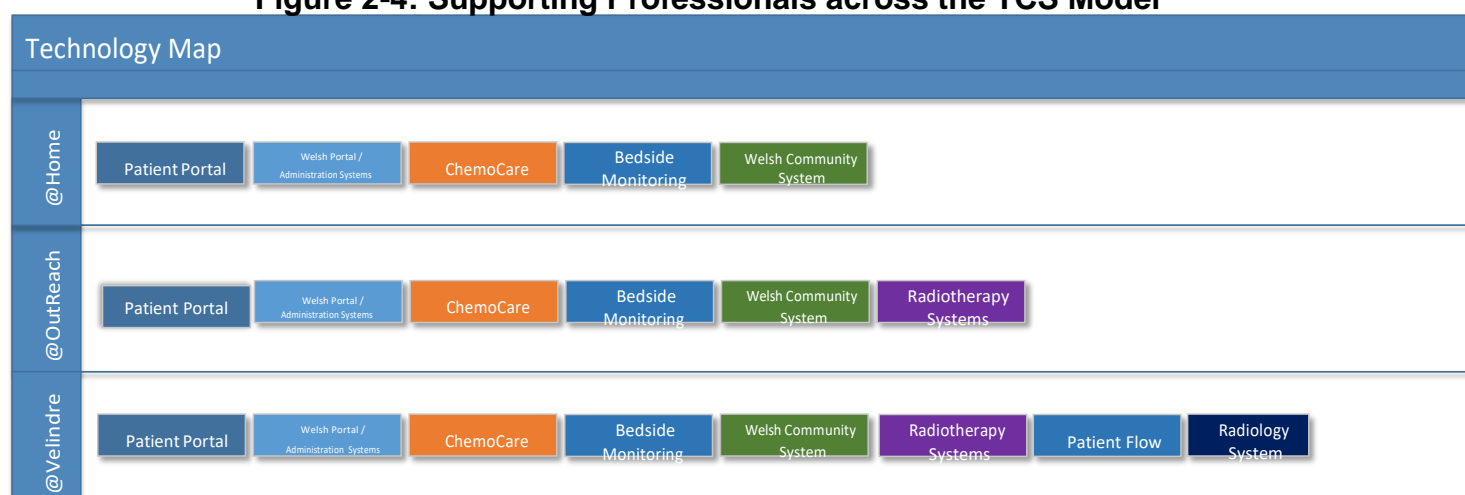 Figure 2-4: Supporting Professionals across the TCS Model
Technology Map
@Home
Patient Portal
Welsh Portal /
Administration Systems
ChemoCare
Bedside
Monitoring
Welsh Community
System
@OutReach
Patient Portal
Welsh Portal /
Administration Systems
ChemoCare
Bedside
Monitoring
Welsh Community
System
Radiotherapy
Systems
@Velindre
Patient Portal
Welsh Portal /
Administration Systems
ChemoCare
Bedside
Monitoring
Welsh Community
System
Radiotherapy
Systems
Patient Flow
Radiology
System